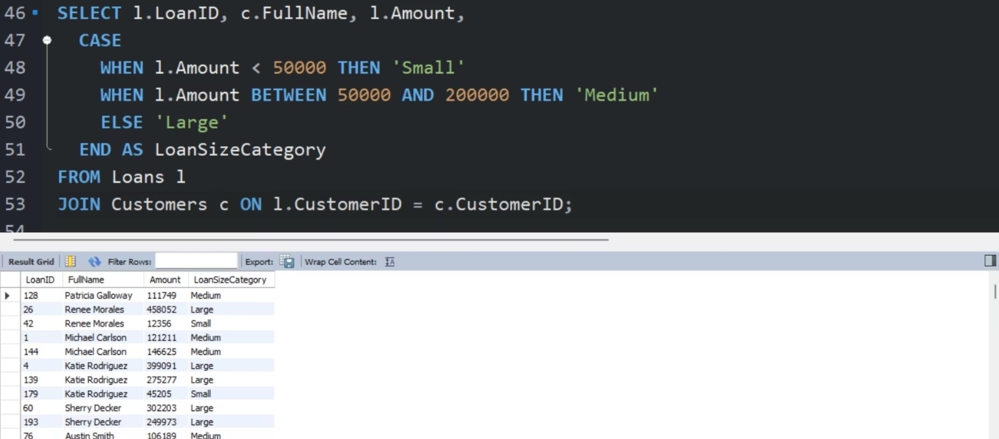 46 SELECT l.LoanID, c.FullName, l.Amount,
47 CASE
48 WHEN l.Amount < 50000 THEN 'Small'
49 WHEN l.Amount BETWEEN 50000 AND 200000 THEN 'Medium'
50 ELSE 'Large'
51 END AS LoanSizeCategory
52 FROM Loans l
53 JOIN Customers c ON l.CustomerID = c.CustomerID;
54
Result Grid Filter Rows: Export: Wrap Cell Content:
LoanID FullName Amount LoanSizeCategory
128 Patricia Galloway 111749 Medium
26 Renee Morales 458052 Large
42 Renee Morales 12356 Small
1 Michael Carlson 121211 Medium
144 Michael Carlson 146625 Medium
4 Katie Rodriguez 399091 Large
139 Katie Rodriguez 275277 Large
179 Katie Rodriguez 45205 Small
60 Sherry Decker 302203 Large
193 Sherry Decker 249973 Large
76 Austin Smith 106189 Medium